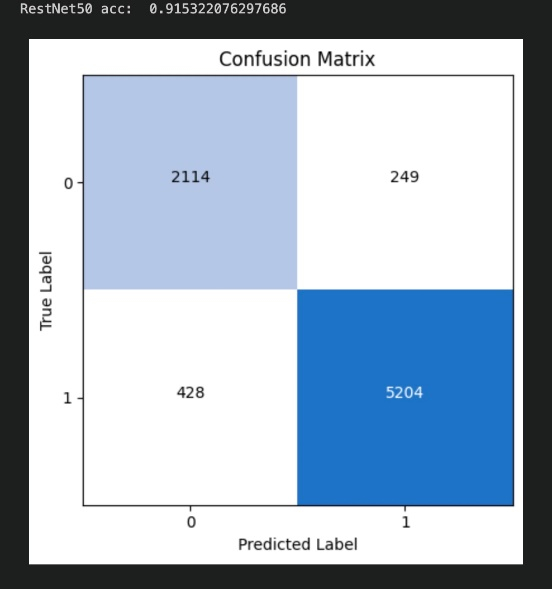 RestNet50 acc:  0.915322076297686
Confusion Matrix
2114 249
0
True Label
428 5204
1
0 1
Predicted Label